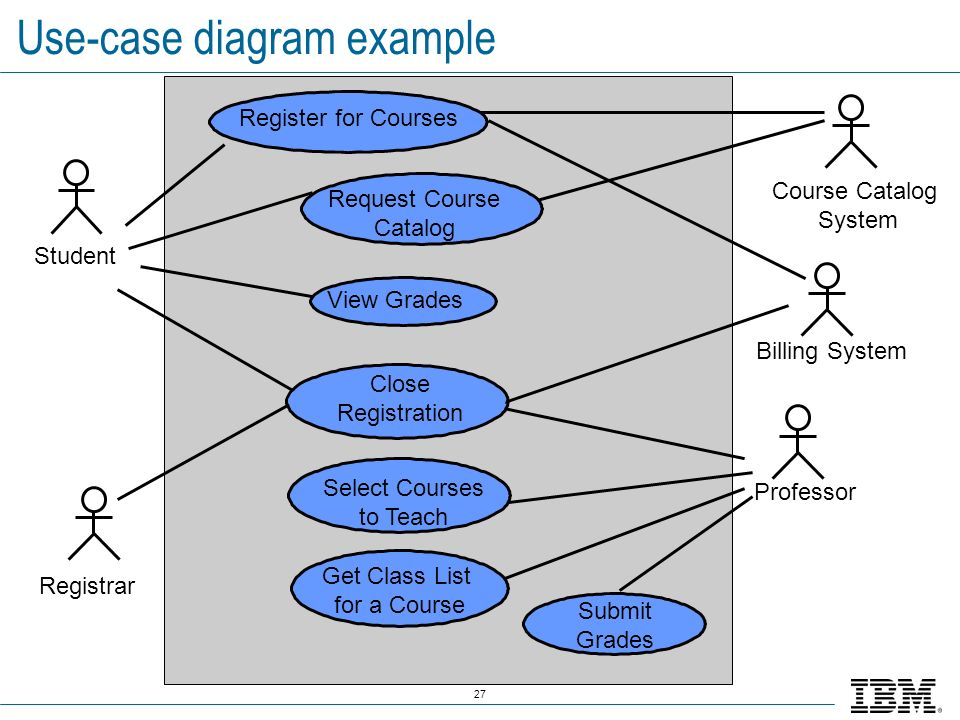 Use-case diagram example
Register for Courses
Request Course
Catalog
View Grades
Close
Registration
Select Courses
to Teach
Get Class List
for a Course
Submit
Grades
Student
Registrar
Course Catalog
System
Billing System
Professor
27
IBM®